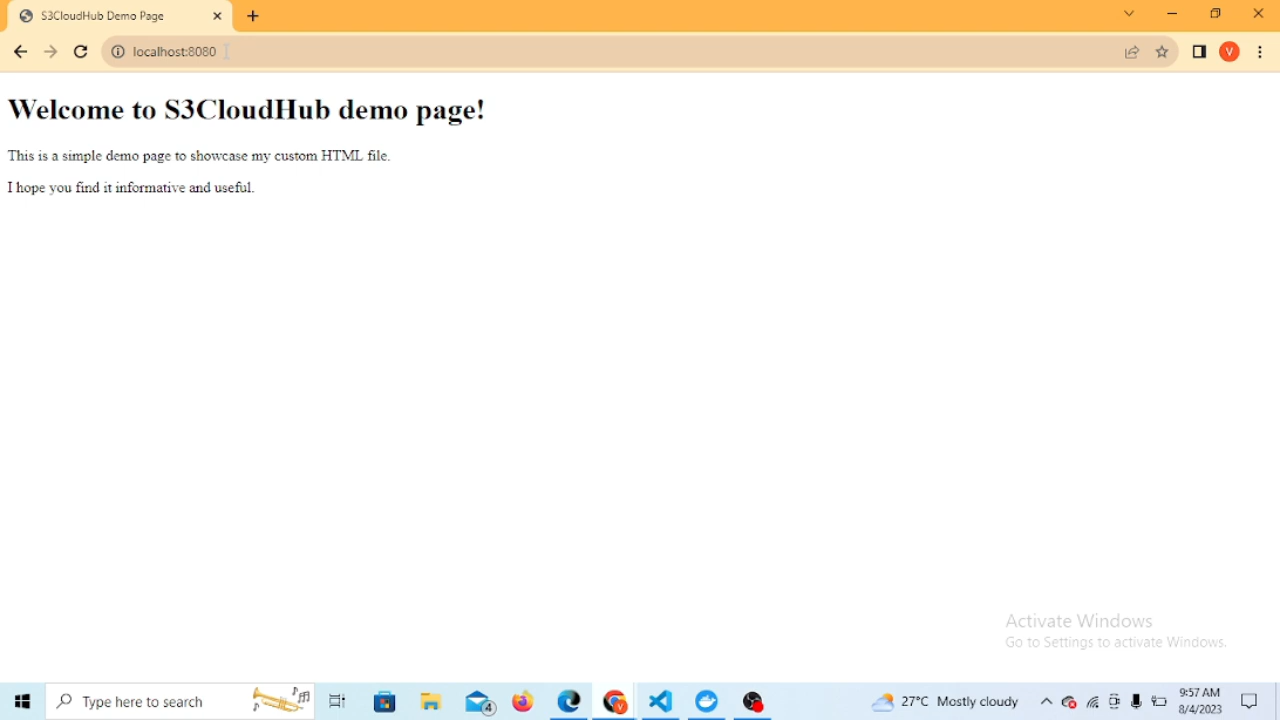 S3CloudHub Demo Page
localhost:8080
V
Welcome to S3CloudHub demo page!
This is a simple demo page to showcase my custom HTML file.
I hope you find it informative and useful.
Activate Windows
Go to Settings to activate Windows.
Type here to search
4
V
27°C Mostly cloudy
9:57 AM
8/4/2023